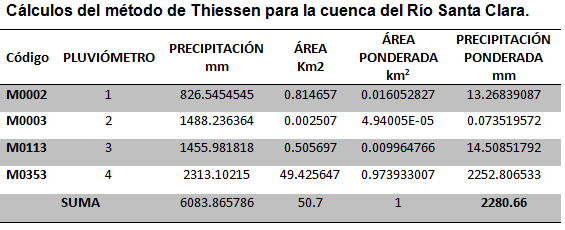 Cálculos del método de Thiessen para la cuenca del Río Santa Clara.
Código PLUVIÓMETRO PRECIPITACIÓN mm ÁREA Km2 ÁREA PONDERADA km² PRECIPITACIÓN PONDERADA mm
M0002 1 826.5454545 0.814657 0.016052827 13.26839087
M0003 2 1488.236364 0.002507 4.94005E-05 0.073519572
M0113 3 1455.981818 0.505697 0.009964766 14.50851792
M0353 4 2313.10215 49.425647 0.973933007 2252.806533
SUMA 6083.865786 50.7 1 2280.66